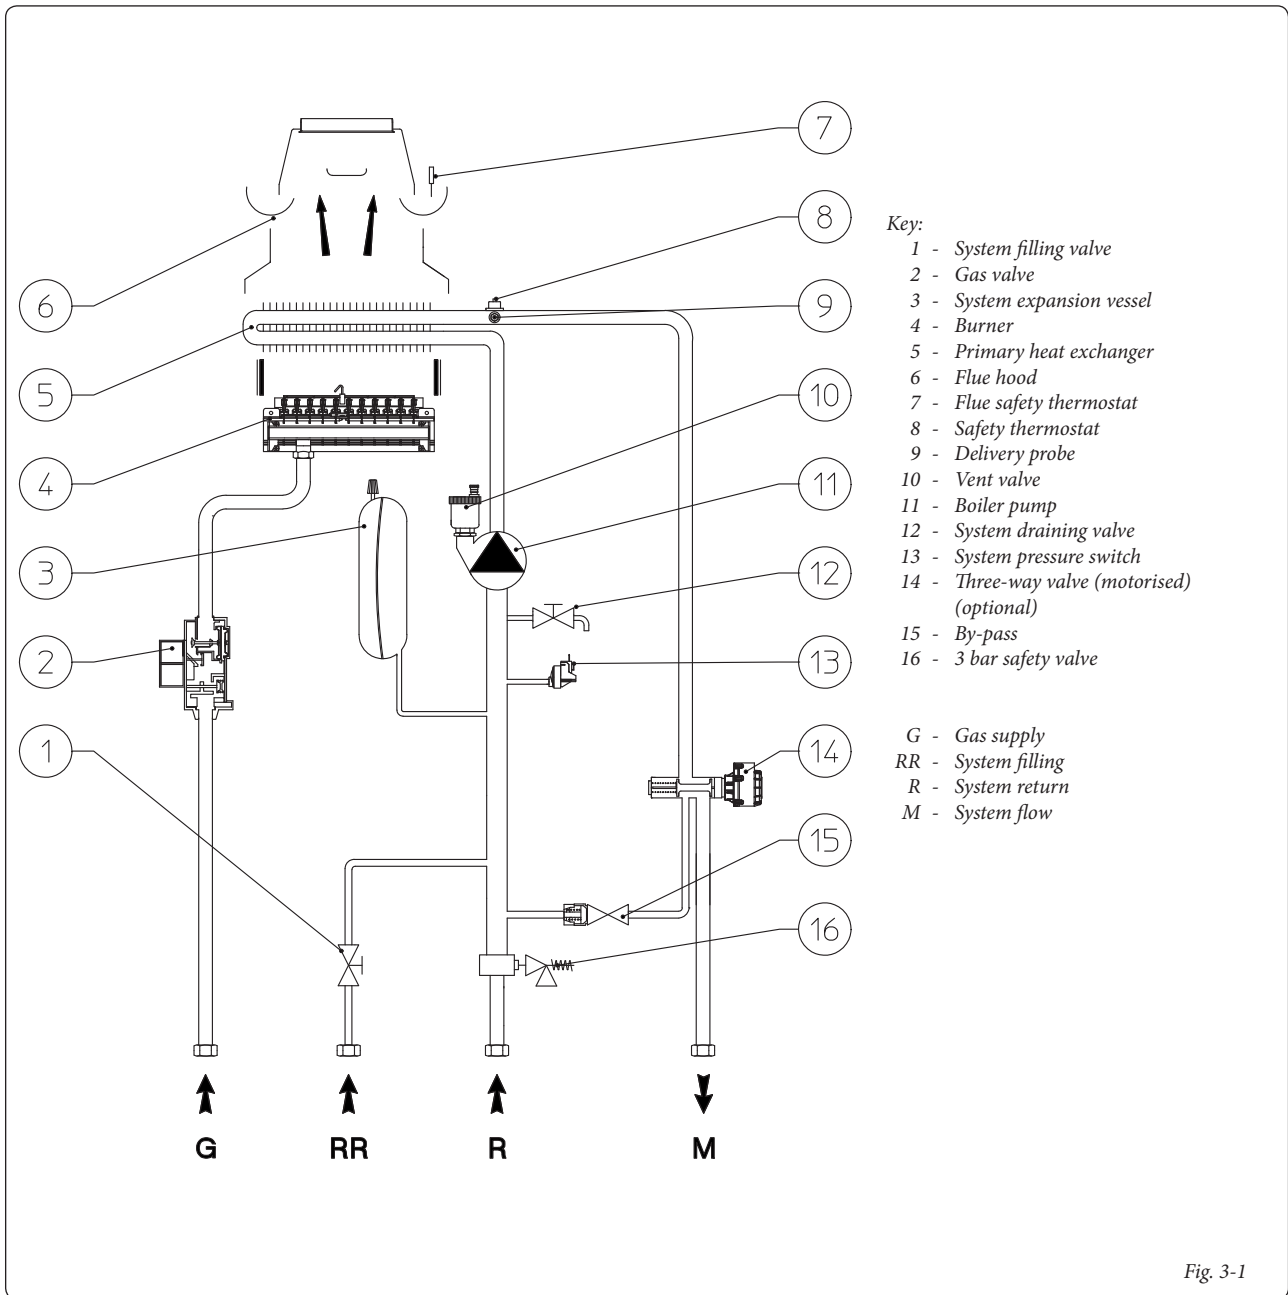 7
8
6
9
5
10
4
11
3
12
2
13
1
14
15
16
G
RR
R
M
Key:
1 - System filling valve
2 - Gas valve
3 - System expansion vessel
4 - Burner
5 - Primary heat exchanger
6 - Flue hood
7 - Flue safety thermostat
8 - Safety thermostat
9 - Delivery probe
10 - Vent valve
11 - Boiler pump
12 - System draining valve
13 - System pressure switch
14 - Three-way valve (motorised)
(optional)
15 - By-pass
16 - 3 bar safety valve
G - Gas supply
RR - System filling
R - System return
M - System flow
Fig. 3-1